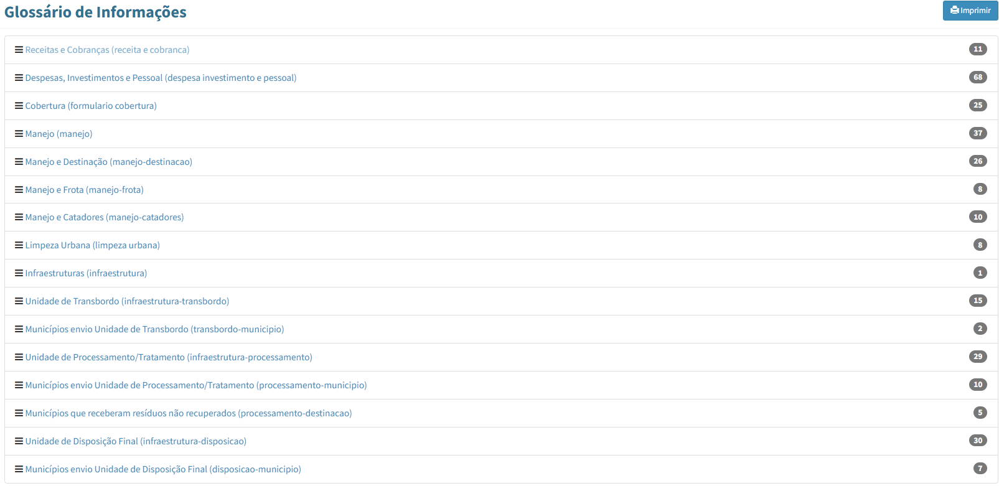 Glossário de Informações
Imprimir
Receitas e Cobranças (receita e cobranca) 11
Despesas, Investimentos e Pessoal (despesa investimento e pessoal) 68
Cobertura (formulario cobertura) 25
Manejo (manejo) 37
Manejo e Destinação (manejo-destinacao) 26
Manejo e Frota (manejo-frota) 8
Manejo e Catadores (manejo-catadores) 10
Limpeza Urbana (limpeza urbana) 8
Infraestruturas (infraestrutura) 1
Unidade de Transbordo (infraestrutura-transbordo) 15
Municípios envio Unidade de Transbordo (transbordo-municipio) 2
Unidade de Processamento/Tratamento (infraestrutura-processamento) 29
Municípios envio Unidade de Processamento/Tratamento (processamento-municipio) 10
Municípios que receberam resíduos não recuperados (processamento-destinacao) 5
Unidade de Disposição Final (infraestrutura-disposicao) 30
Municípios envio Unidade de Disposição Final (disposicao-municipio) 7